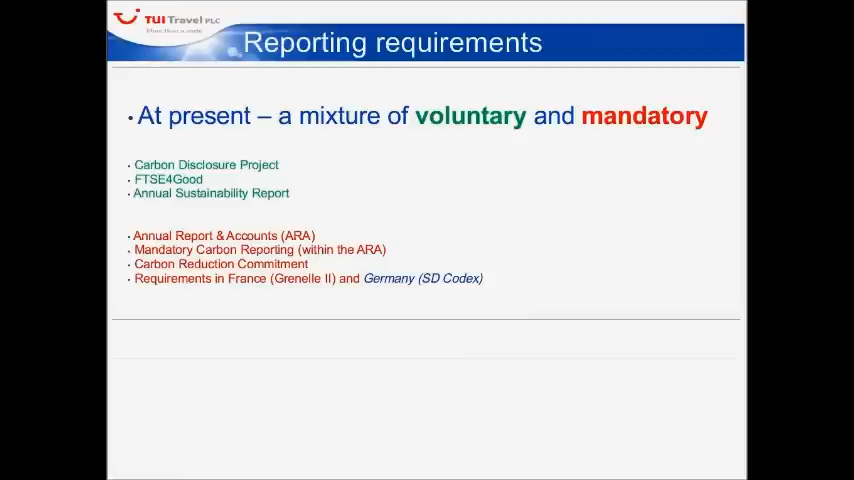 TUI Travel PLC
Reporting requirements
• At present – a mixture of voluntary and mandatory
• Carbon Disclosure Project
• FTSE4Good
• Annual Sustainability Report
• Annual Report & Accounts (ARA)
• Mandatory Carbon Reporting (within the ARA)
• Carbon Reduction Commitment
• Requirements in France (Grenelle II) and Germany (SD Codex)